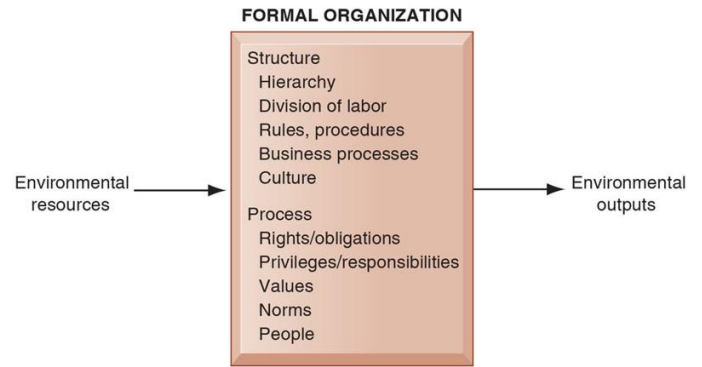 FORMAL ORGANIZATION
Structure
Hierarchy
Division of labor
Rules, procedures
Business processes
Culture
Environmental
resources
Process
Rights/obligations
Privileges/responsibilities
Values
Norms
People
Environmental
outputs